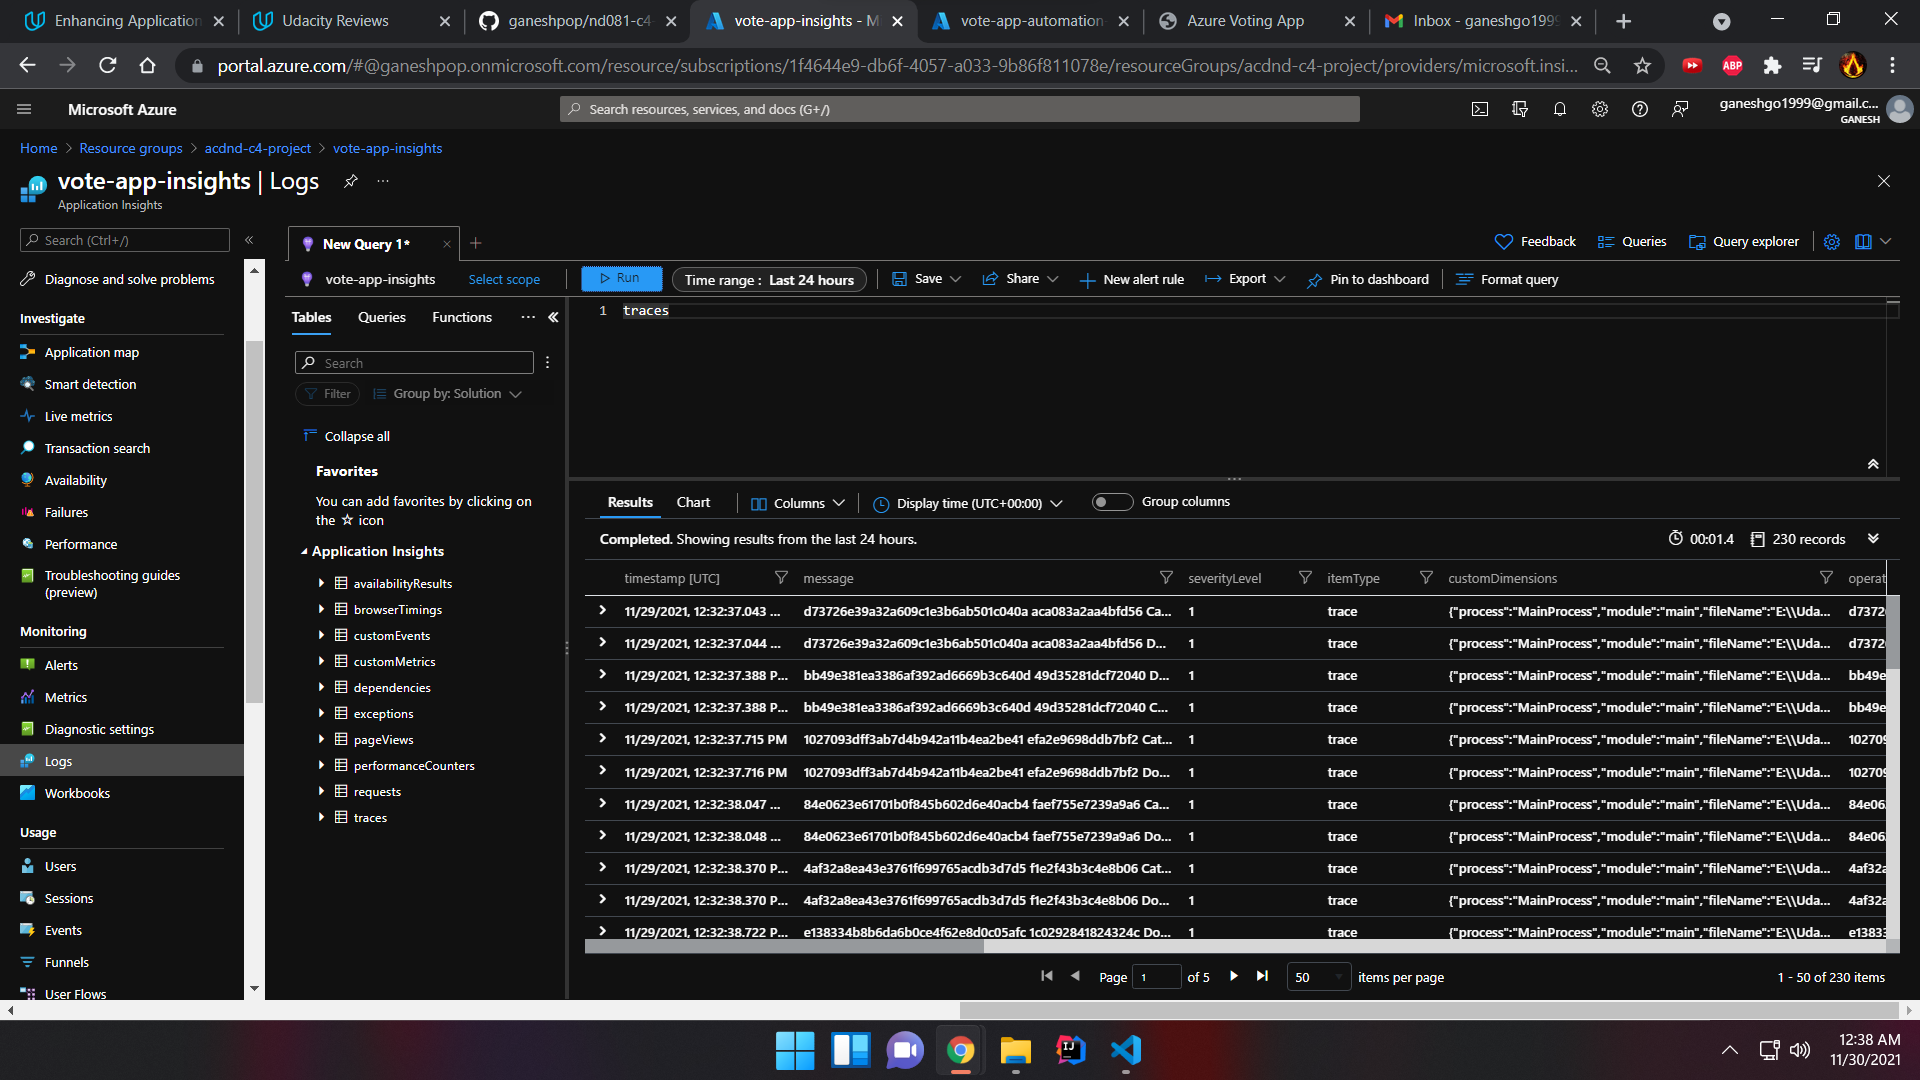 Enhancing Application
Udacity Reviews
ganeshpop/nd081-c4-
vote-app-insights - M
vote-app-automation
Azure Voting App
Inbox - ganeshgo1999
portal.azure.com/#@ganeshpop.onmicrosoft.com/resource/subscriptions/1f4644e9-db6f-4057-a033-9b86f811078e/resourceGroups/acdnd-c4-project/providers/microsoft.insi...
ABP
Microsoft Azure
Search resources, services, and docs (G+/)
ganeshgo1999@gmail.c...
GANESH
Home > Resource groups > acdnd-c4-project > vote-app-insights
vote-app-insights | Logs
Application Insights
Search (Ctrl+/)
Diagnose and solve problems
Investigate
Application map
Smart detection
Live metrics
Transaction search
Availability
Failures
Performance
Troubleshooting guides
(preview)
Monitoring
Alerts
Metrics
Diagnostic settings
Logs
Workbooks
Usage
Users
Sessions
Events
Funnels
User Flows
New Query 1*
Feedback
Queries
Query explorer
vote-app-insights
Select scope
Run
Time range : Last 24 hours
Save
Share
New alert rule
Export
Pin to dashboard
Format query
Tables
Queries
Functions
Search
Filter
Group by: Solution
Collapse all
Favorites
You can add favorites by clicking on
the ☆ icon
Application Insights
availabilityResults
browserTimings
customEvents
customMetrics
dependencies
exceptions
pageViews
performanceCounters
requests
traces
1 traces
Results
Chart
Columns
Display time (UTC+00:00)
Group columns
Completed. Showing results from the last 24 hours.
00:01.4
230 records
timestamp [UTC] message severityLevel itemType customDimensions operat
11/29/2021, 12:32:37.043 ... d73726e39a32a609c1e3b6ab501c040a aca083a2aa4bfd56 Ca... 1 trace {"process":"MainProcess","module":"main","fileName":"E:\\Uda... d7372
11/29/2021, 12:32:37.044 ... d73726e39a32a609c1e3b6ab501c040a aca083a2aa4bfd56 D... 1 trace {"process":"MainProcess","module":"main","fileName":"E:\\Uda... d7372
11/29/2021, 12:32:37.388 P... bb49e381ea3386af392ad6669b3c640d 49d35281dcf72040 D... 1 trace {"process":"MainProcess","module":"main","fileName":"E:\\Uda... bb49e
11/29/2021, 12:32:37.388 P... bb49e381ea3386af392ad6669b3c640d 49d35281dcf72040 C... 1 trace {"process":"MainProcess","module":"main","fileName":"E:\\Uda... bb49e
11/29/2021, 12:32:37.715 PM 1027093dff3ab7d4b942a11b4ea2be41 efa2e9698ddb7bf2 Cat... 1 trace {"process":"MainProcess","module":"main","fileName":"E:\\Uda... 10270
11/29/2021, 12:32:37.716 PM 1027093dff3ab7d4b942a11b4ea2be41 efa2e9698ddb7bf2 Do... 1 trace {"process":"MainProcess","module":"main","fileName":"E:\\Uda... 10270
11/29/2021, 12:32:38.047 ... 84e0623e61701b0f845b602d6e40acb4 faef755e7239a9a6 Ca... 1 trace {"process":"MainProcess","module":"main","fileName":"E:\\Uda... 84e06
11/29/2021, 12:32:38.048 ... 84e0623e61701b0f845b602d6e40acb4 faef755e7239a9a6 Do... 1 trace {"process":"MainProcess","module":"main","fileName":"E:\\Uda... 84e06
11/29/2021, 12:32:38.370 P... 4af32a8ea43e3761f699765acdb3d7d5 f1e2f43b3c4e8b06 Cat... 1 trace {"process":"MainProcess","module":"main","fileName":"E:\\Uda... 4af32a
11/29/2021, 12:32:38.370 P... 4af32a8ea43e3761f699765acdb3d7d5 f1e2f43b3c4e8b06 Do... 1 trace {"process":"MainProcess","module":"main","fileName":"E:\\Uda... 4af32a
11/29/2021, 12:32:38.722 P... e138334b8b6da6b0ce4f62e8d0c05afc 1c0292841824324c Do... 1 trace {"process":"MainProcess","module":"main","fileName":"E:\\Uda... e1383
Page 1 of 5
50 items per page
1 - 50 of 230 items
12:38 AM
11/30/2021